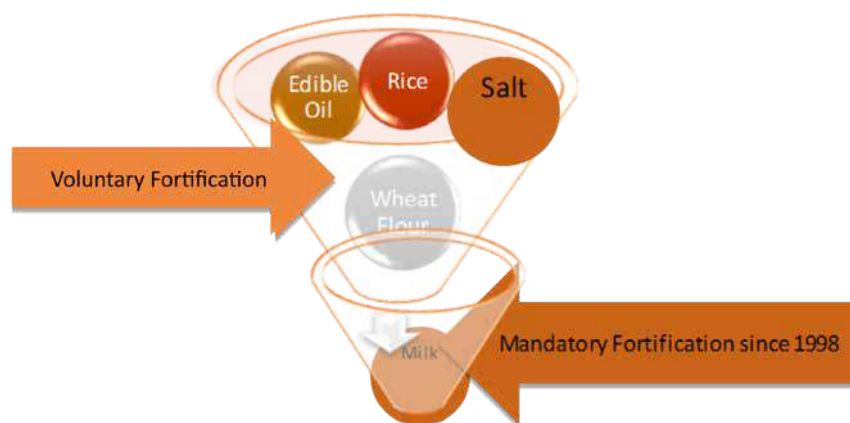 Edible
Oil
Rice
Salt
Voluntary Fortification
Wheat
Flour
Milk
Mandatory Fortification since 1998